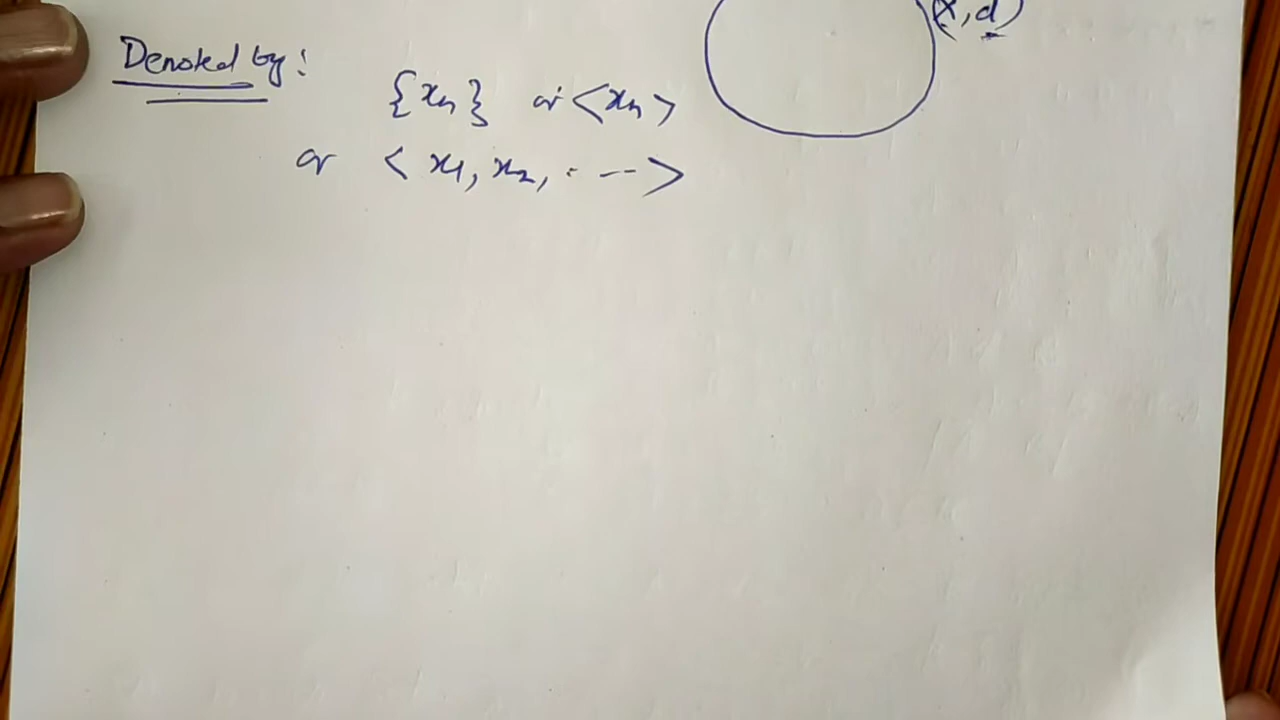 (X, d)
Denoted by:
{xn} or <xn>
or < x1, x2, . --- >